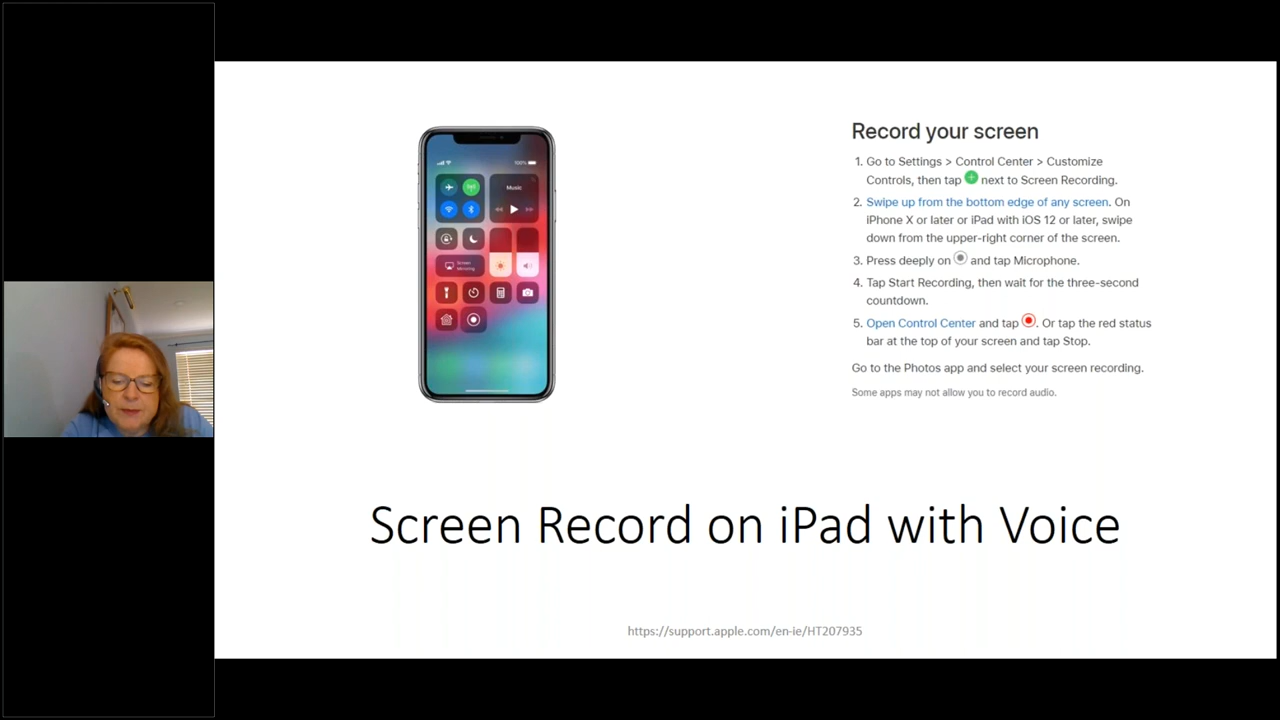 100%
Music
Screen
Mirroring
Record your screen
1. Go to Settings > Control Center > Customize
Controls, then tap next to Screen Recording.
2. Swipe up from the bottom edge of any screen. On
iPhone X or later or iPad with iOS 12 or later, swipe
down from the upper-right corner of the screen.
3. Press deeply on and tap Microphone.
4. Tap Start Recording, then wait for the three-second
countdown.
5. Open Control Center and tap . Or tap the red status
bar at the top of your screen and tap Stop.
Go to the Photos app and select your screen recording.
Some apps may not allow you to record audio.
Screen Record on iPad with Voice
https://support.apple.com/en-ie/HT207935